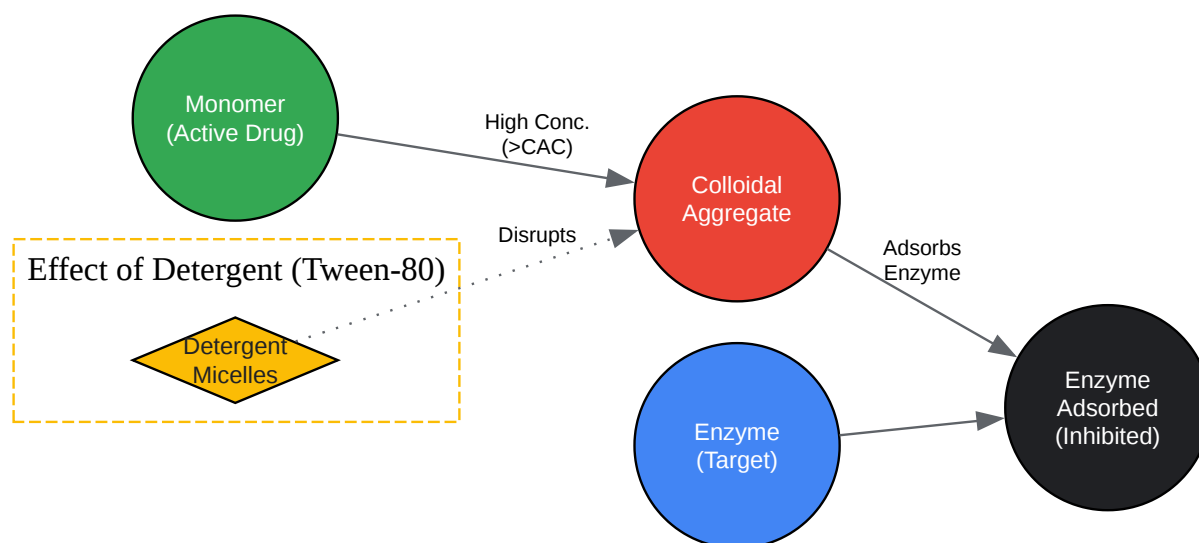 Monomer
(Active Drug)
High Conc.
(>CAC)
Colloidal
Aggregate
Disrupts
Adsorbs
Enzyme
Effect of Detergent (Tween-80)
Detergent
Micelles
Enzyme
(Target)
Enzyme
Adsorbed
(Inhibited)